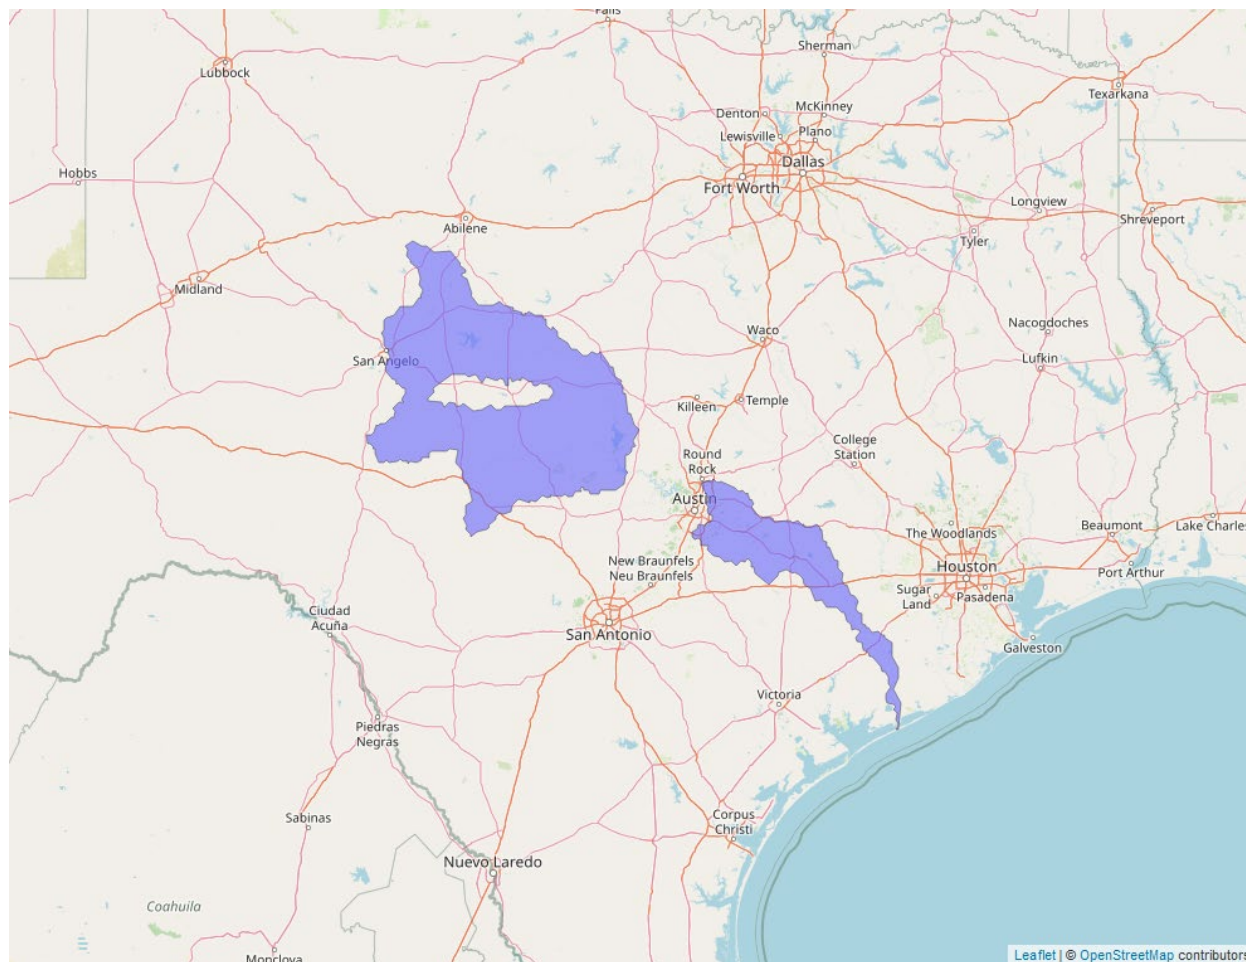 Falls
Sherman
Lubbock
Texarkana
Denton
McKinney
Lewisville
Plano
Dallas
Hobbs
Fort Worth
Longview
Shreveport
Abilene
Tyler
Midland
Waco
Nacogdoches
San Angelo
Lufkin
Killeen
Temple
College
Station
Round
Rock
Austin
The Woodlands
Beaumont
Lake Charles
New Braunfels
Neu Braunfels
Houston
Port Arthur
Sugar
Land
Pasadena
Ciudad
Acuña
San Antonio
Galveston
Victoria
Piedras
Negras
Sabinas
Corpus
Christi
Nuevo Laredo
Coahuila
Monclova
Leaflet | © OpenStreetMap contributors